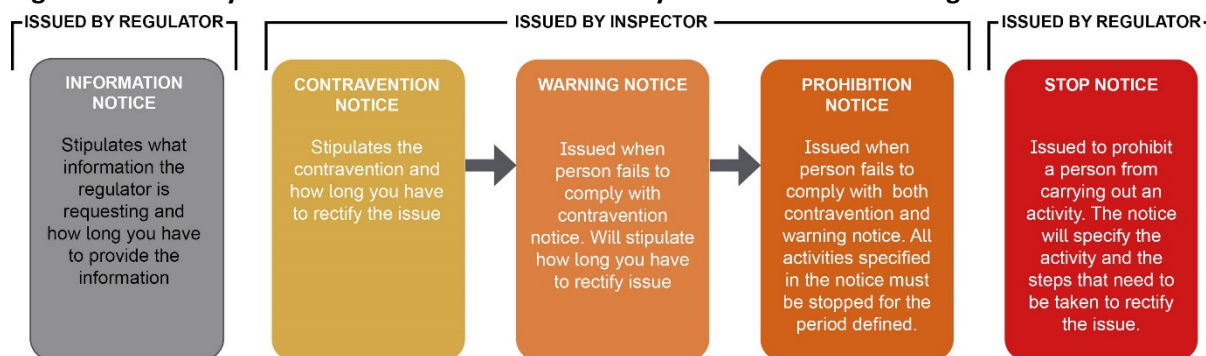 ISSUED BY REGULATOR
ISSUED BY INSPECTOR
ISSUED BY REGULATOR
INFORMATION
NOTICE
Stipulates what
information the
regulator is
requesting and
how long you have
to provide the
information
CONTRAVENTION
NOTICE
Stipulates the
contravention and
how long you have
to rectify the issue
WARNING NOTICE
Issued when
person fails to
comply with
contravention
notice. Will stipulate
how long you have
to rectify issue
PROHIBITION
NOTICE
Issued when
person fails to
comply with both
contravention and
warning notice. All
activities specified
in the notice must
be stopped for the
period defined.
STOP NOTICE
Issued to prohibit
a person from
carrying out an
activity. The notice
will specify the
activity and the
steps that need to
be taken to rectify
the issue.